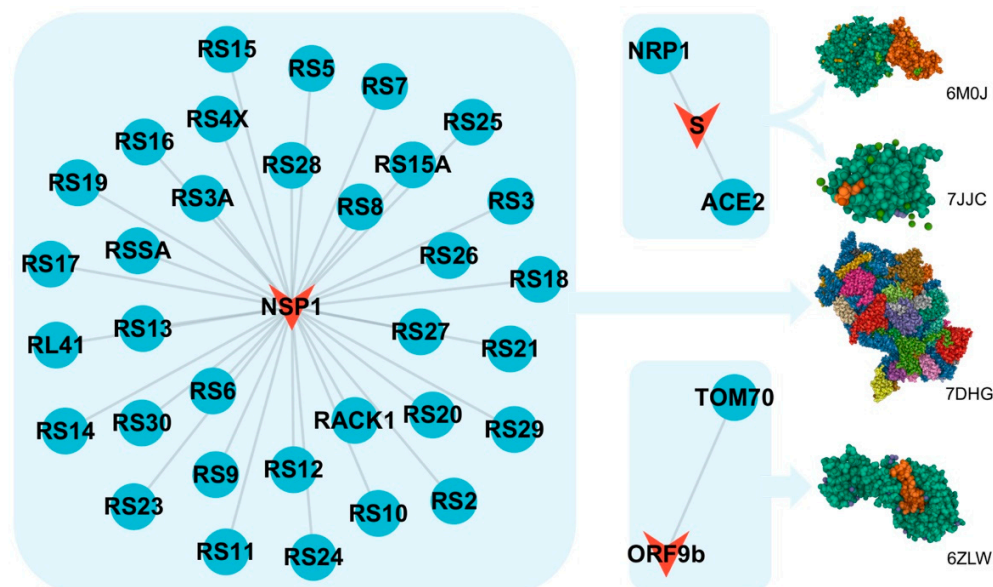 RS15
RS5
RS7
RS4X
RS25
RS16
RS28
RS15A
RS19
RS3A
RS8
RS3
RSSA
RS26
RS17
RS18
NSP1
RS13
RS27
RL41
RS21
RS6
RS14
RS30
RACK1
RS20
RS29
RS9
RS12
RS23
RS10
RS2
RS11
RS24
NRP1
S
ACE2
TOM70
ORF9b
6M0J
7JJC
7DHG
6ZLW